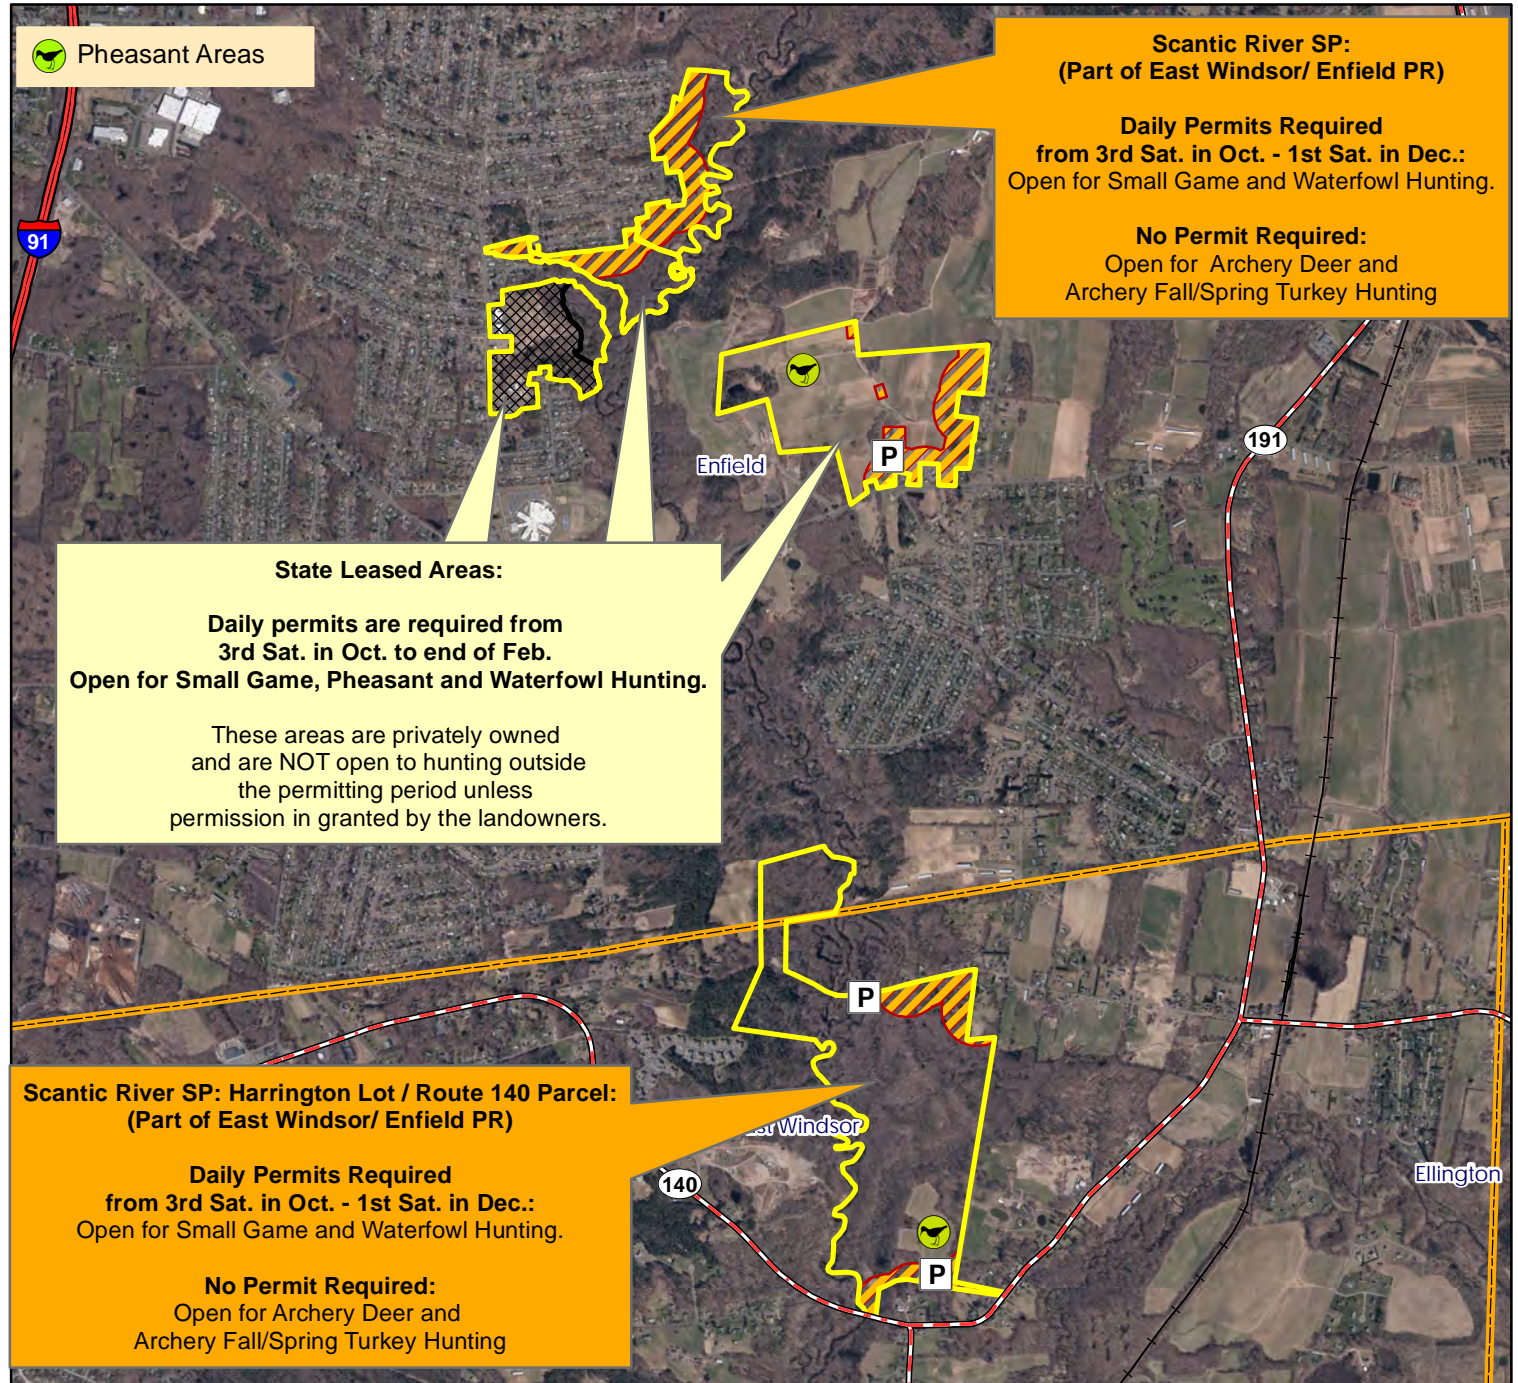 Pheasant Areas
Scantic River SP:
(Part of East Windsor/ Enfield PR)
Daily Permits Required
from 3rd Sat. in Oct. - 1st Sat. in Dec.:
Open for Small Game and Waterfowl Hunting.
No Permit Required:
Open for Archery Deer and
Archery Fall/Spring Turkey Hunting
91
191
Enfield
P
State Leased Areas:
Daily permits are required from
3rd Sat. in Oct. to end of Feb.
Open for Small Game, Pheasant and Waterfowl Hunting.
These areas are privately owned
and are NOT open to hunting outside
the permitting period unless
permission in granted by the landowners.
P
Scantic River SP: Harrington Lot / Route 140 Parcel:
(Part of East Windsor/ Enfield PR)
Daily Permits Required
from 3rd Sat. in Oct. - 1st Sat. in Dec.:
Open for Small Game and Waterfowl Hunting.
No Permit Required:
Open for Archery Deer and
Archery Fall/Spring Turkey Hunting
Windsor
140
Ellington
P